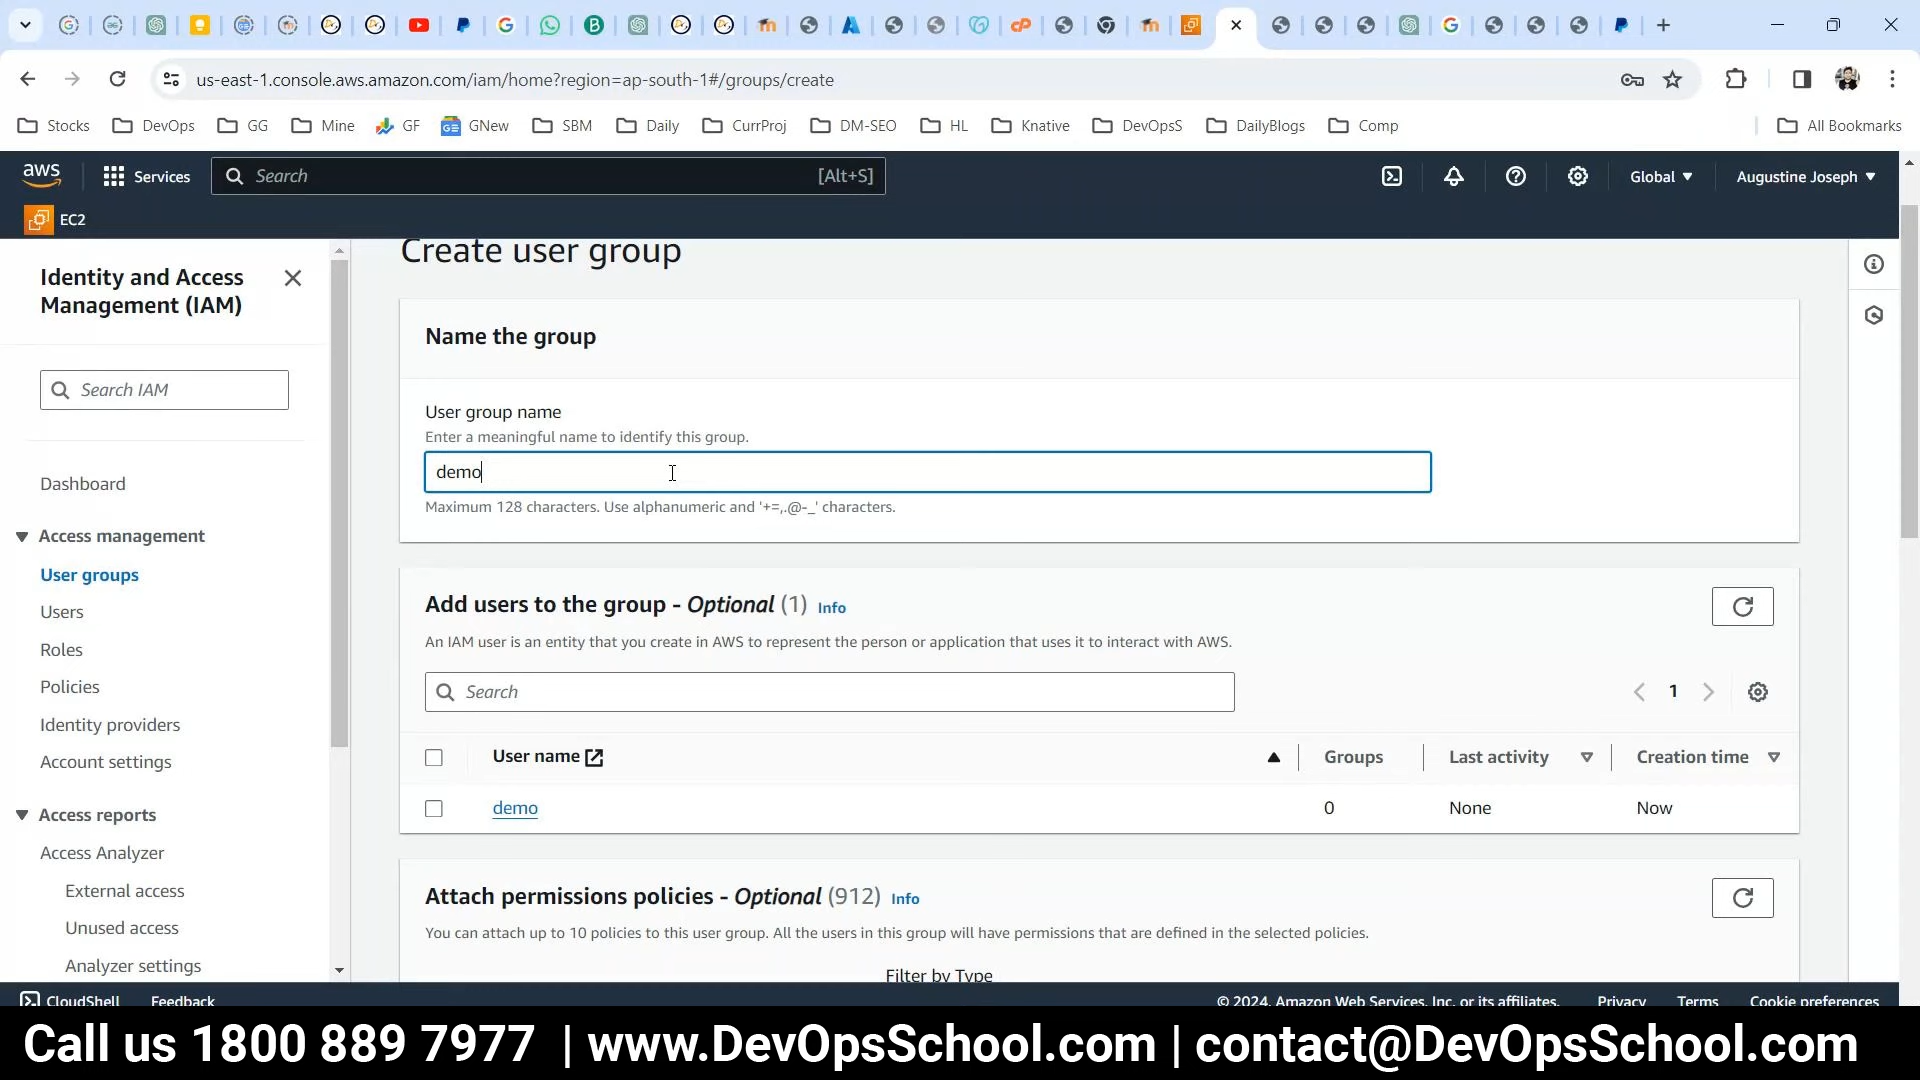 us-east-1.console.aws.amazon.com/iam/home?region=ap-south-1#/groups/create
Stocks DevOps GG Mine GF GNew SBM Daily CurrProj DM-SEO HL Knative DevOpsS DailyBlogs Comp All Bookmarks
aws Services Search [Alt+S] Global Augustine Joseph
EC2
Identity and Access
Management (IAM)
Search IAM
Dashboard
Access management
User groups
Users
Roles
Policies
Identity providers
Account settings
Access reports
Access Analyzer
External access
Unused access
Analyzer settings
Create user group
Name the group
User group name
Enter a meaningful name to identify this group.
demo
Maximum 128 characters. Use alphanumeric and '+=,.@-_' characters.
Add users to the group - Optional (1) Info
An IAM user is an entity that you create in AWS to represent the person or application that uses it to interact with AWS.
Search
1
User name Groups Last activity Creation time
demo 0 None Now
Attach permissions policies - Optional (912) Info
You can attach up to 10 policies to this user group. All the users in this group will have permissions that are defined in the selected policies.
Filter by Type
CloudShell Feedback © 2024, Amazon Web Services, Inc. or its affiliates. Privacy Terms Cookie preferences
Call us 1800 889 7977 | www.DevOpsSchool.com | contact@DevOpsSchool.com